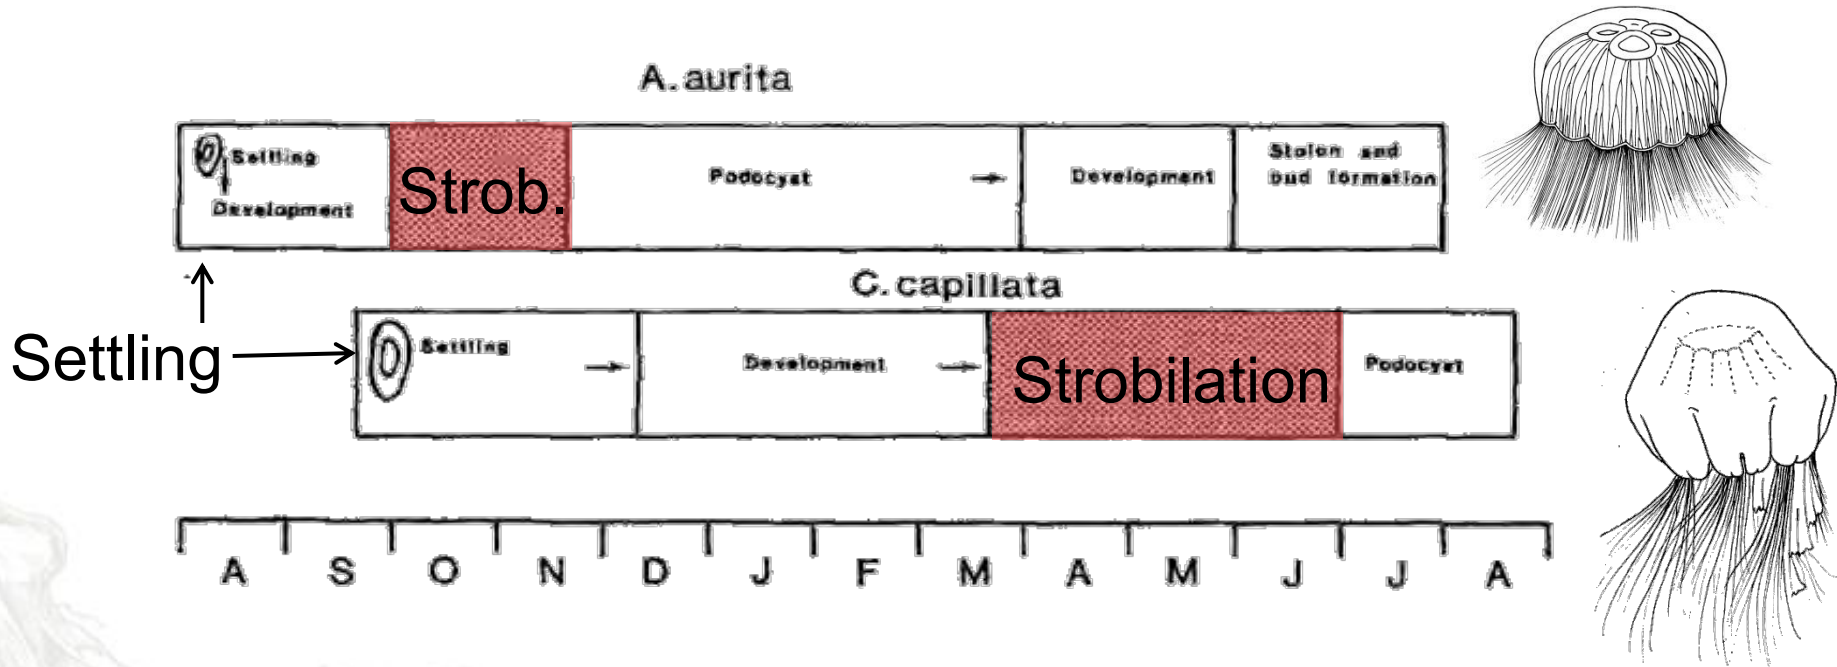 A. aurita
Settling
Development
Strob.
Podocyst
Development
Stolon and
bud formation
C. capillata
Settling
Settling
Development
Strobilation
Podocyst
A S O N D J F M A M J J A